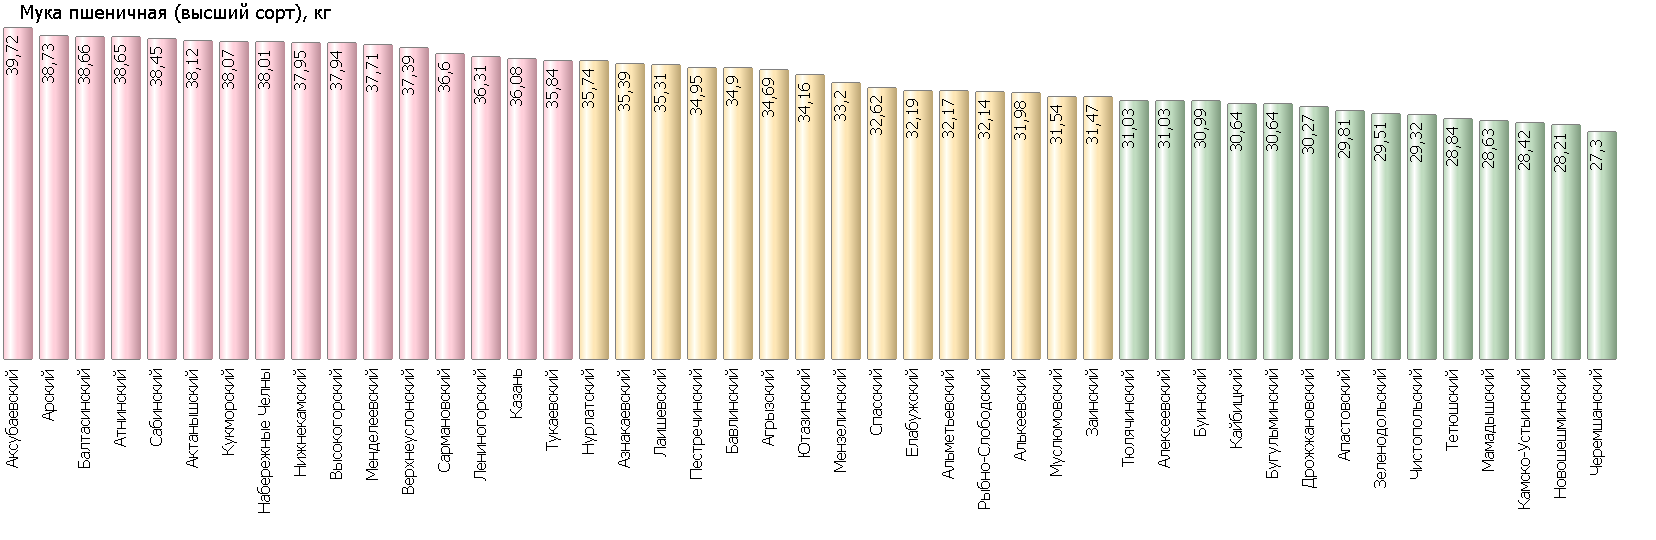 Мука пшеничная (высший сорт), кг
39,72
38,73
38,66
38,65
38,45
38,12
38,07
38,01
37,95
37,94
37,71
37,39
36,6
36,31
36,08
35,84
35,74
35,39
35,31
34,95
34,9
34,69
34,16
33,2
32,62
32,19
32,17
32,14
31,98
31,54
31,47
31,03
31,03
30,99
30,64
30,64
30,27
29,81
29,51
29,32
28,84
28,63
28,42
28,21
27,3
Аксубаевский
Арский
Балтасинский
Атнинский
Сабинский
Актанышский
Кукморский
Набережные Челны
Нижнекамский
Высокогорский
Менделеевский
Верхнеуслонский
Сармановский
Лениногорский
Казань
Тукаевский
Нурлатский
Азнакаевский
Лаишевский
Пестречинский
Бавлинский
Агрызский
Ютазинский
Мензелинский
Спасский
Елабужский
Альметьевский
Рыбно-Слободский
Алькеевский
Муслюмовский
Заинский
Тюлячинский
Алексеевский
Буинский
Кайбицкий
Бугульминский
Дрожжановский
Апастовский
Зеленодольский
Чистопольский
Тетюшский
Мамадышский
Камско-Устьинский
Новошешминский
Черемшанский